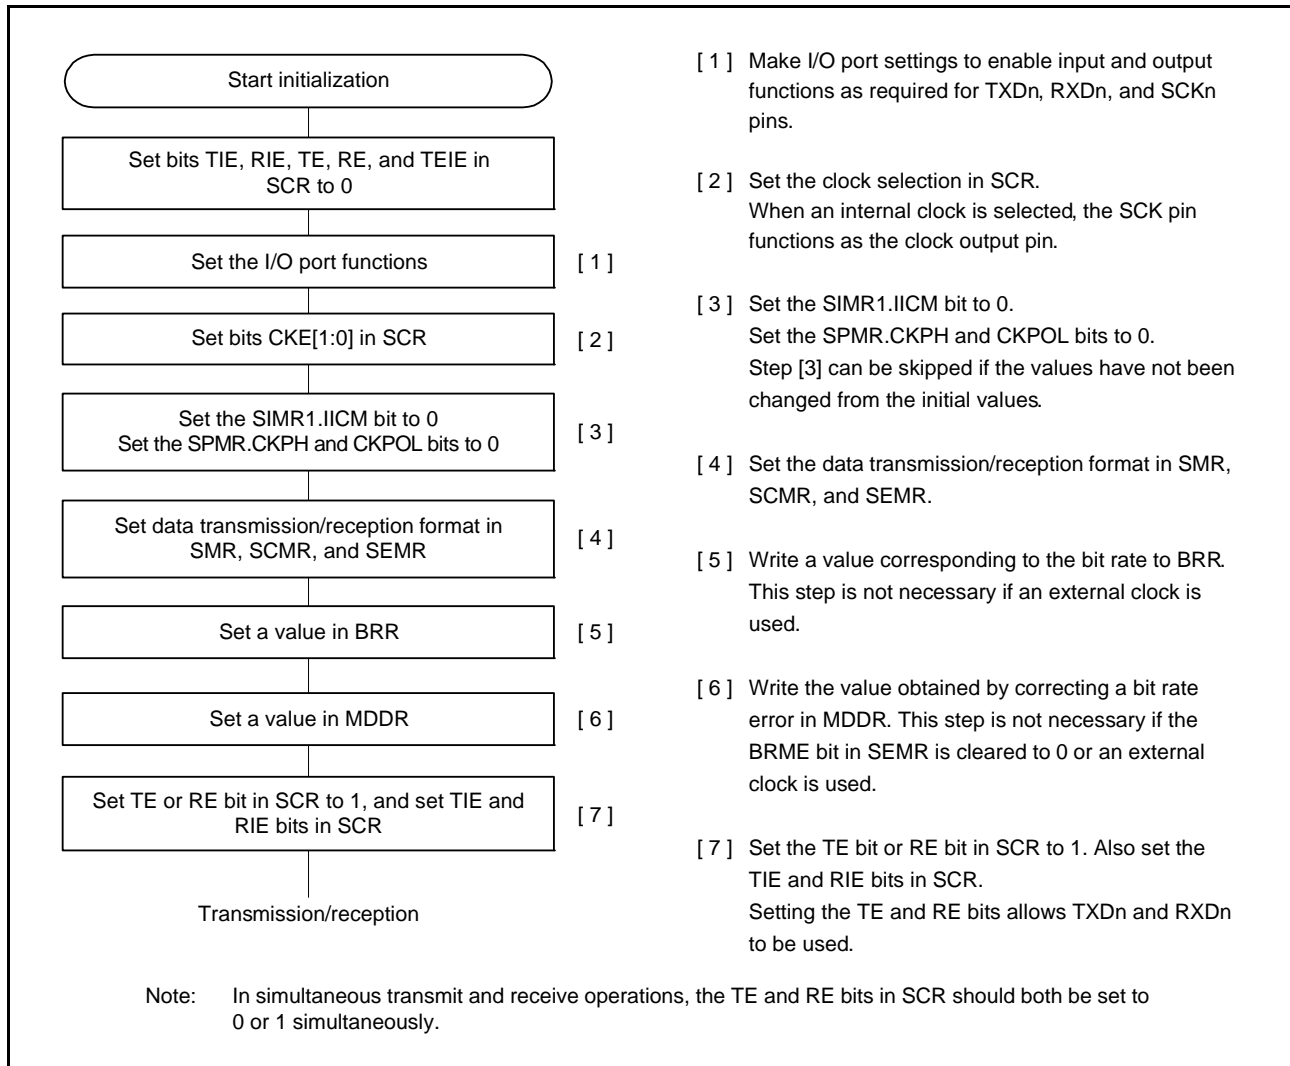 Start initialization
Set bits TIE, RIE, TE, RE, and TEIE in
SCR to 0
Set the I/O port functions
[ 1 ]
Set bits CKE[1:0] in SCR
[ 2 ]
Set the SIMR1.IICM bit to 0
Set the SPMR.CKPH and CKPOL bits to 0
[ 3 ]
Set data transmission/reception format in
SMR, SCMR, and SEMR
[ 4 ]
Set a value in BRR
[ 5 ]
Set a value in MDDR
[ 6 ]
Set TE or RE bit in SCR to 1, and set TIE and
RIE bits in SCR
[ 7 ]
Transmission/reception
[ 1 ] Make I/O port settings to enable input and output
functions as required for TXDn, RXDn, and SCKn
pins.
[ 2 ] Set the clock selection in SCR.
When an internal clock is selected, the SCK pin
functions as the clock output pin.
[ 3 ] Set the SIMR1.IICM bit to 0.
Set the SPMR.CKPH and CKPOL bits to 0.
Step [3] can be skipped if the values have not been
changed from the initial values.
[ 4 ] Set the data transmission/reception format in SMR,
SCMR, and SEMR.
[ 5 ] Write a value corresponding to the bit rate to BRR.
This step is not necessary if an external clock is
used.
[ 6 ] Write the value obtained by correcting a bit rate
error in MDDR. This step is not necessary if the
BRME bit in SEMR is cleared to 0 or an external
clock is used.
[ 7 ] Set the TE bit or RE bit in SCR to 1. Also set the
TIE and RIE bits in SCR.
Setting the TE and RE bits allows TXDn and RXDn
to be used.
Note: In simultaneous transmit and receive operations, the TE and RE bits in SCR should both be set to
0 or 1 simultaneously.